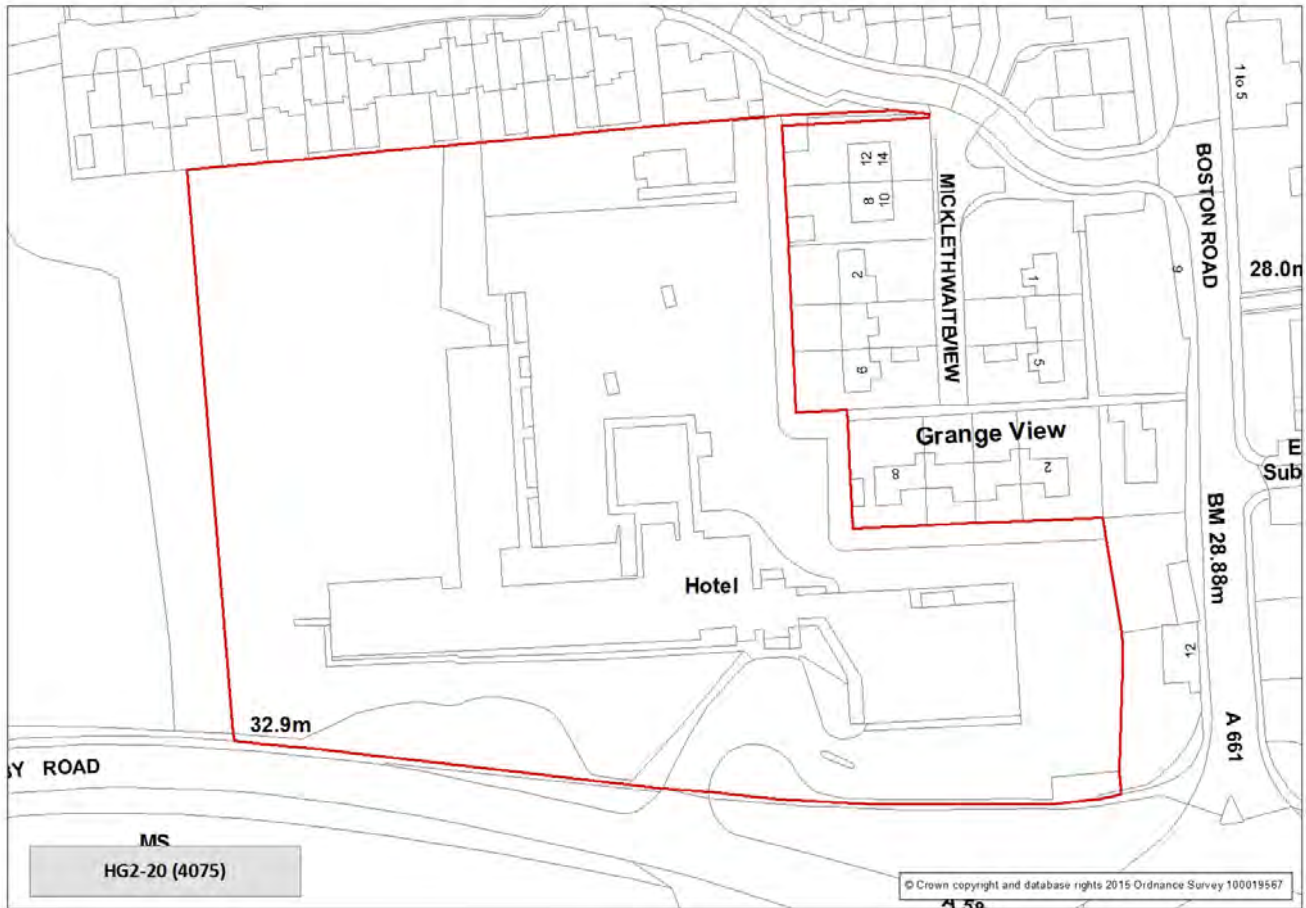 1 to 5
BOSTON ROAD
12 14
8 10
MICKLETHWAITE VIEW
2
1
9
28.0m
6
5
Grange View
8
2
E
Sub
BM 28.88m
Hotel
12
A 661
32.9m
BY ROAD
MS
HG2-20 (4075)
© Crown copyright and database rights 2015 Ordnance Survey 100019567
A 59